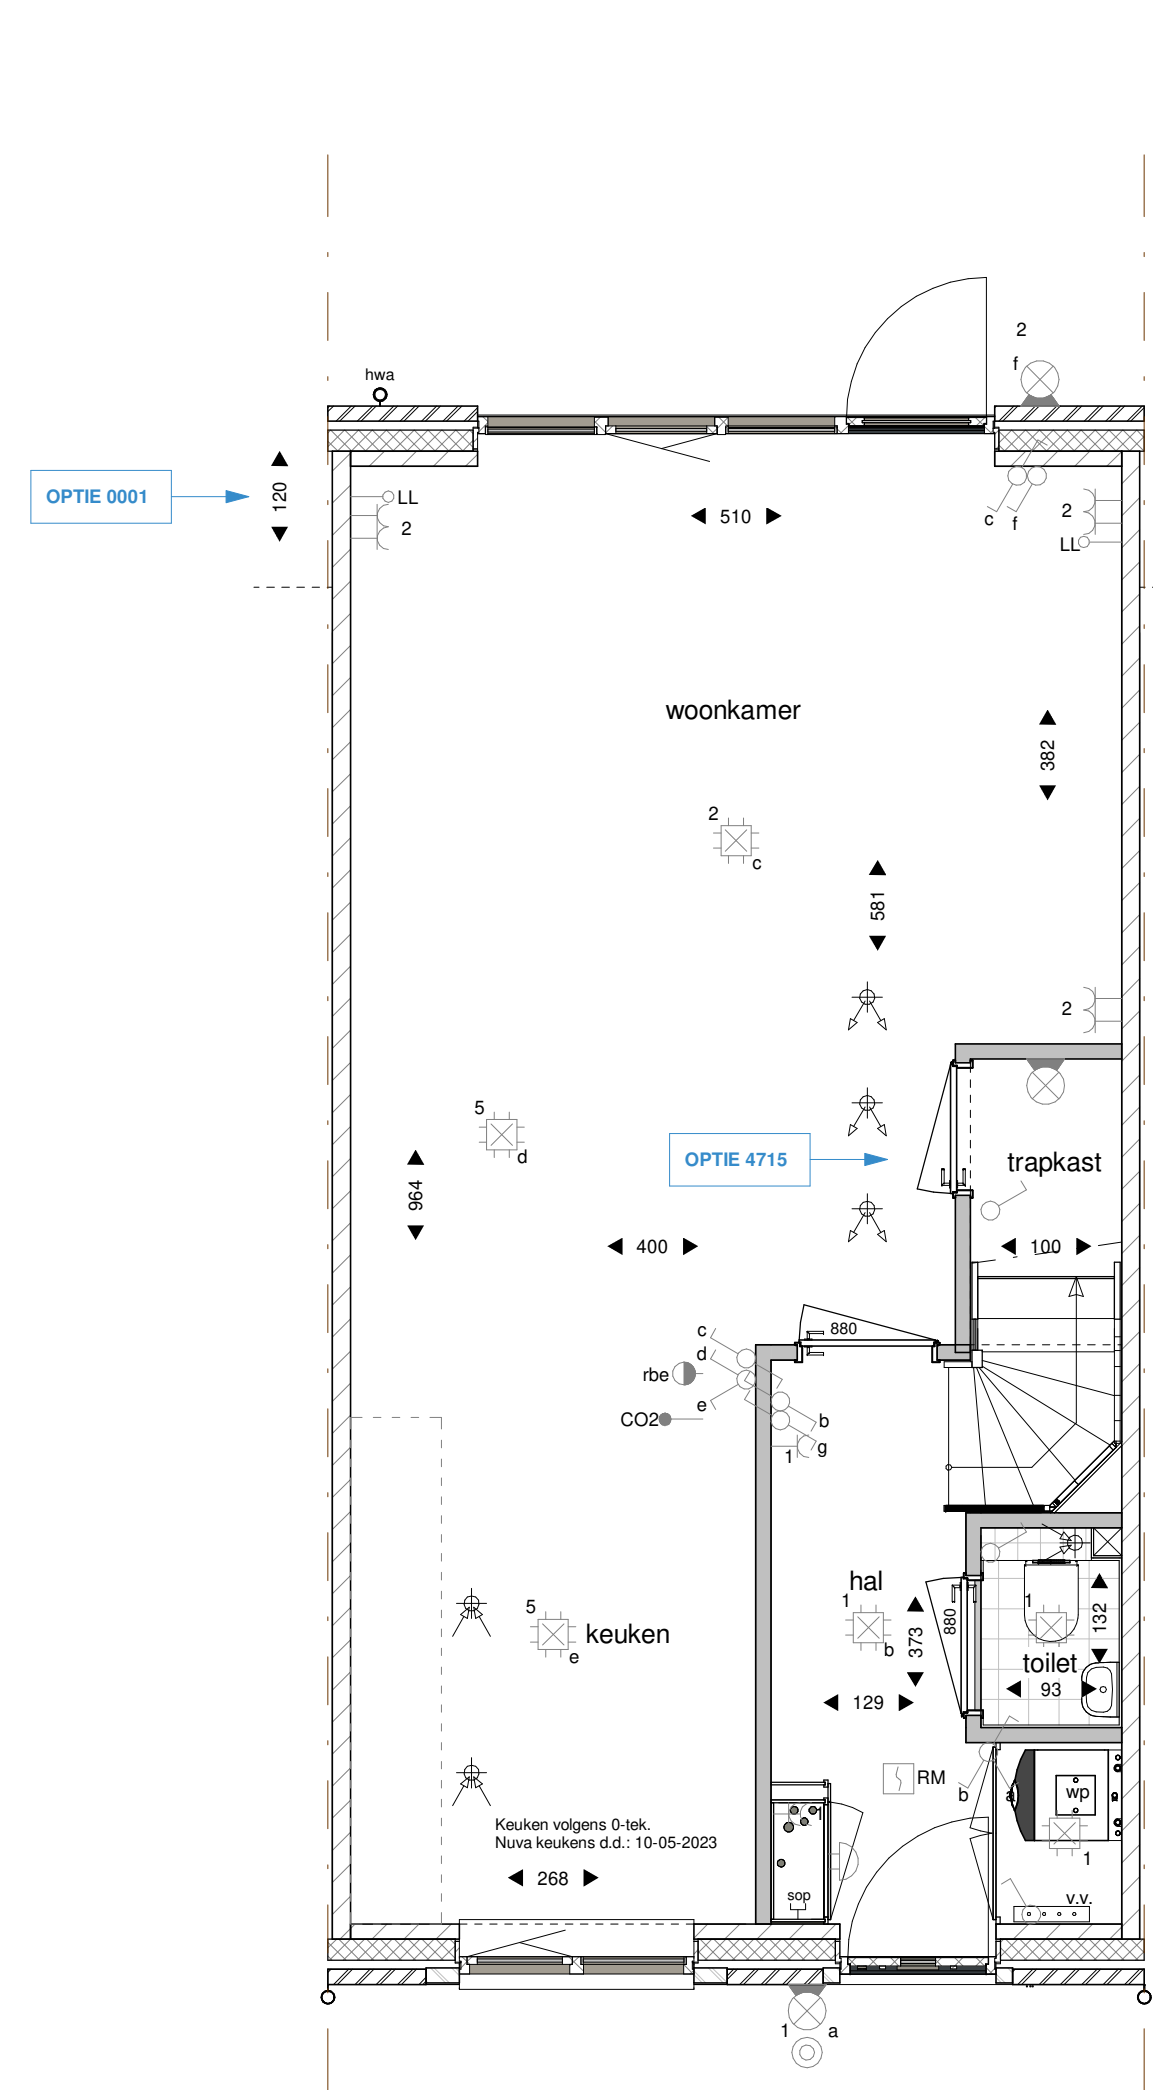 2
f
hwa
OPTIE 0001
120
LL
2
510
c
f
2
LL
woonkamer
382
2
c
581
2
5
d
OPTIE 4715
trapkast
964
400
100
880
c
d
rbe
e
CO2
b
g
1
hal
1
b
373
880
1
132
toilet
93
5
keuken
e
129
RM
b
a
wp
a
1
1
Keuken volgens 0-tek.
Nuva keukens d.d.: 10-05-2023
268
sop
v.v.
1
a